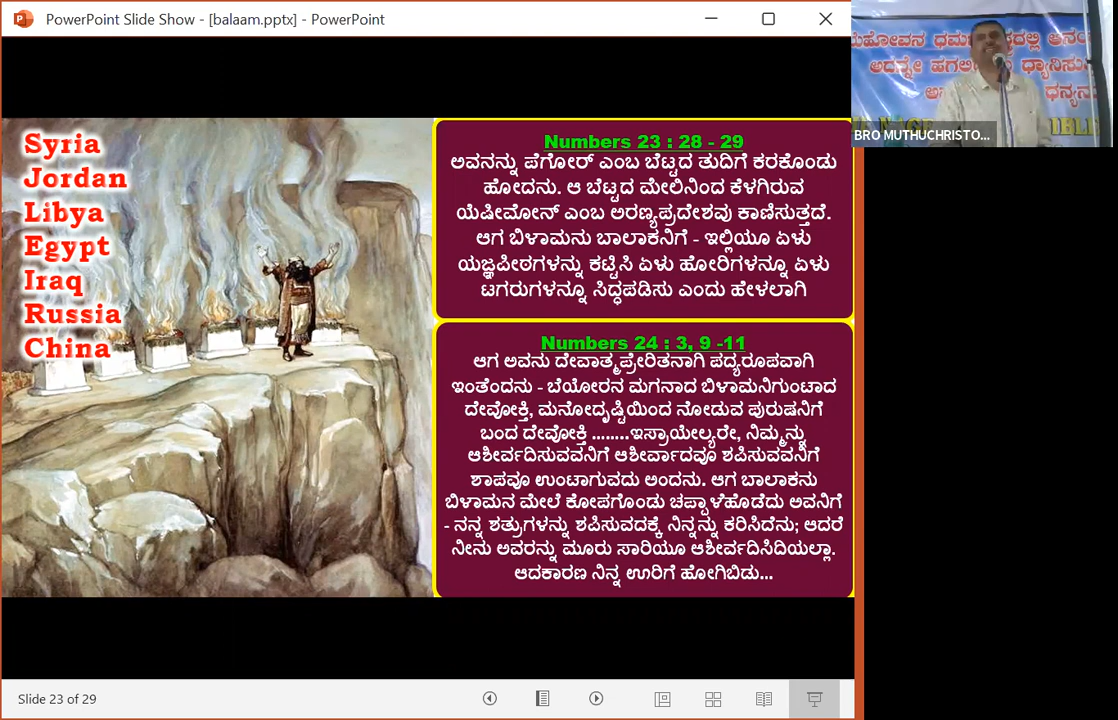 PowerPoint Slide Show - [balaam.pptx] - PowerPoint
Syria
Jordan
Libya
Egypt
Iraq
Russia
China
Numbers 23 : 28 - 29
ಅವನನ್ನು ಪೆಗೋರ್ ಎಂಬ ಬೆಟ್ಟದ ತುದಿಗೆ ಕರಕೊಂಡು
ಹೋದನು. ಆ ಬೆಟ್ಟದ ಮೇಲಿನಿಂದ ಕೆಳಗಿರುವ
ಯೆಷೀಮೋನ್ ಎಂಬ ಅರಣ್ಯಪ್ರದೇಶವು ಕಾಣಿಸುತ್ತದೆ.
ಆಗ ಬಿಳಾಮನು ಬಾಲಾಕನಿಗೆ - ಇಲ್ಲಿಯೂ ಏಳು
ಯಜ್ಞಪೀಠಗಳನ್ನು ಕಟ್ಟಿಸಿ ಏಳು ಹೋರಿಗಳನ್ನೂ ಏಳು
ಟಗರುಗಳನ್ನೂ ಸಿದ್ಧಪಡಿಸು ಎಂದು ಹೇಳಲಾಗಿ
Numbers 24 : 3, 9 -11
ಆಗ ಅವನು ದೇವಾತ್ಮಪ್ರೇರಿತನಾಗಿ ಪದ್ಯರೂಪವಾಗಿ
ಇಂತೆಂದನು - ಬೆಯೋರನ ಮಗನಾದ ಬಿಳಾಮನಿಗುಂಟಾದ
ದೇವೋಕ್ತಿ, ಮನೋದೃಷ್ಟಿಯಿಂದ ನೋಡುವ ಪುರುಷನಿಗೆ
ಬಂದ ದೇವೋಕ್ತಿ ........ಇಸ್ರಾಯೇಲ್ಯರೇ, ನಿಮ್ಮನ್ನು
ಆಶೀರ್ವದಿಸುವವನಿಗೆ ಆಶೀರ್ವಾದವೂ ಶಪಿಸುವವನಿಗೆ
ಶಾಪವೂ ಉಂಟಾಗುವದು ಅಂದನು. ಆಗ ಬಾಲಾಕನು
ಬಿಳಾಮನ ಮೇಲೆ ಕೋಪಗೊಂಡು ಚಪ್ಪಾಳೆಹೊಡೆದು ಅವನಿಗೆ
- ನನ್ನ ಶತ್ರುಗಳನ್ನು ಶಪಿಸುವದಕ್ಕೆ ನಿನ್ನನ್ನು ಕರಿಸಿದೆನು; ಆದರೆ
ನೀನು ಅವರನ್ನು ಮೂರು ಸಾರಿಯೂ ಆಶೀರ್ವದಿಸಿದಿಯಲ್ಲಾ.
ಆದಕಾರಣ ನಿನ್ನ ಊರಿಗೆ ಹೋಗಿಬಿಡು...
BRO MUTHUCHRISTO...
Slide 23 of 29